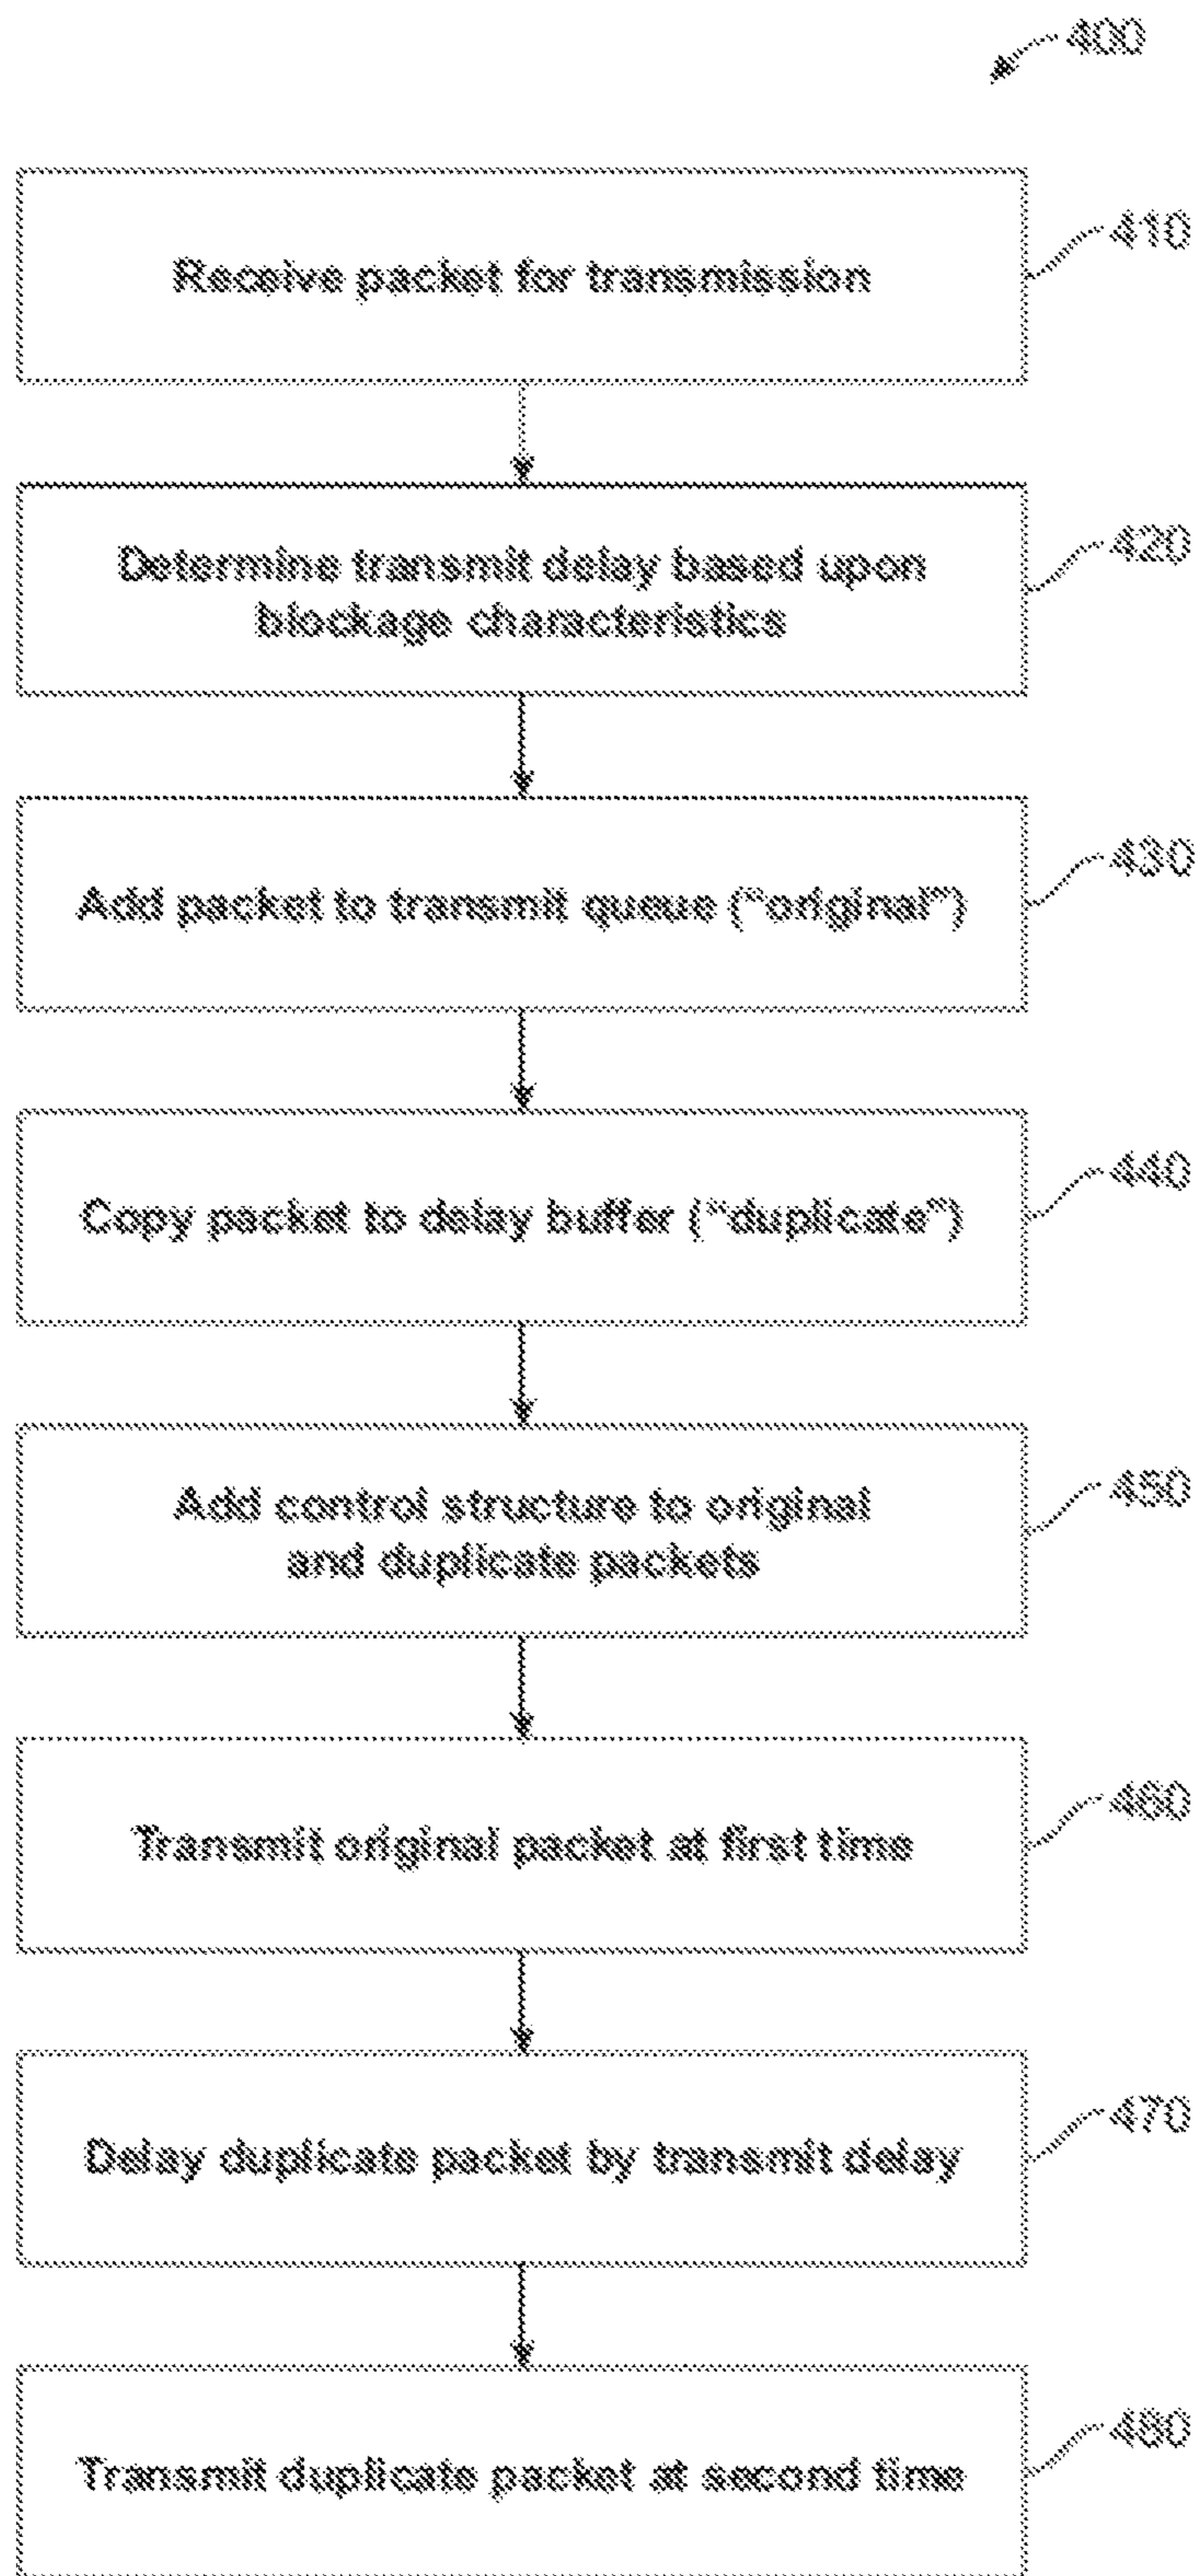 400
Receive packet for transmission
410
Determine transmit delay based upon
blockage characteristics
420
Add packet to transmit queue (“original”)
430
Copy packet to delay buffer (“duplicate”)
440
Add control structure to original
and duplicate packets
450
Transmit original packet at first time
460
Delay duplicate packet by transmit delay
470
Transmit duplicate packet at second time
480